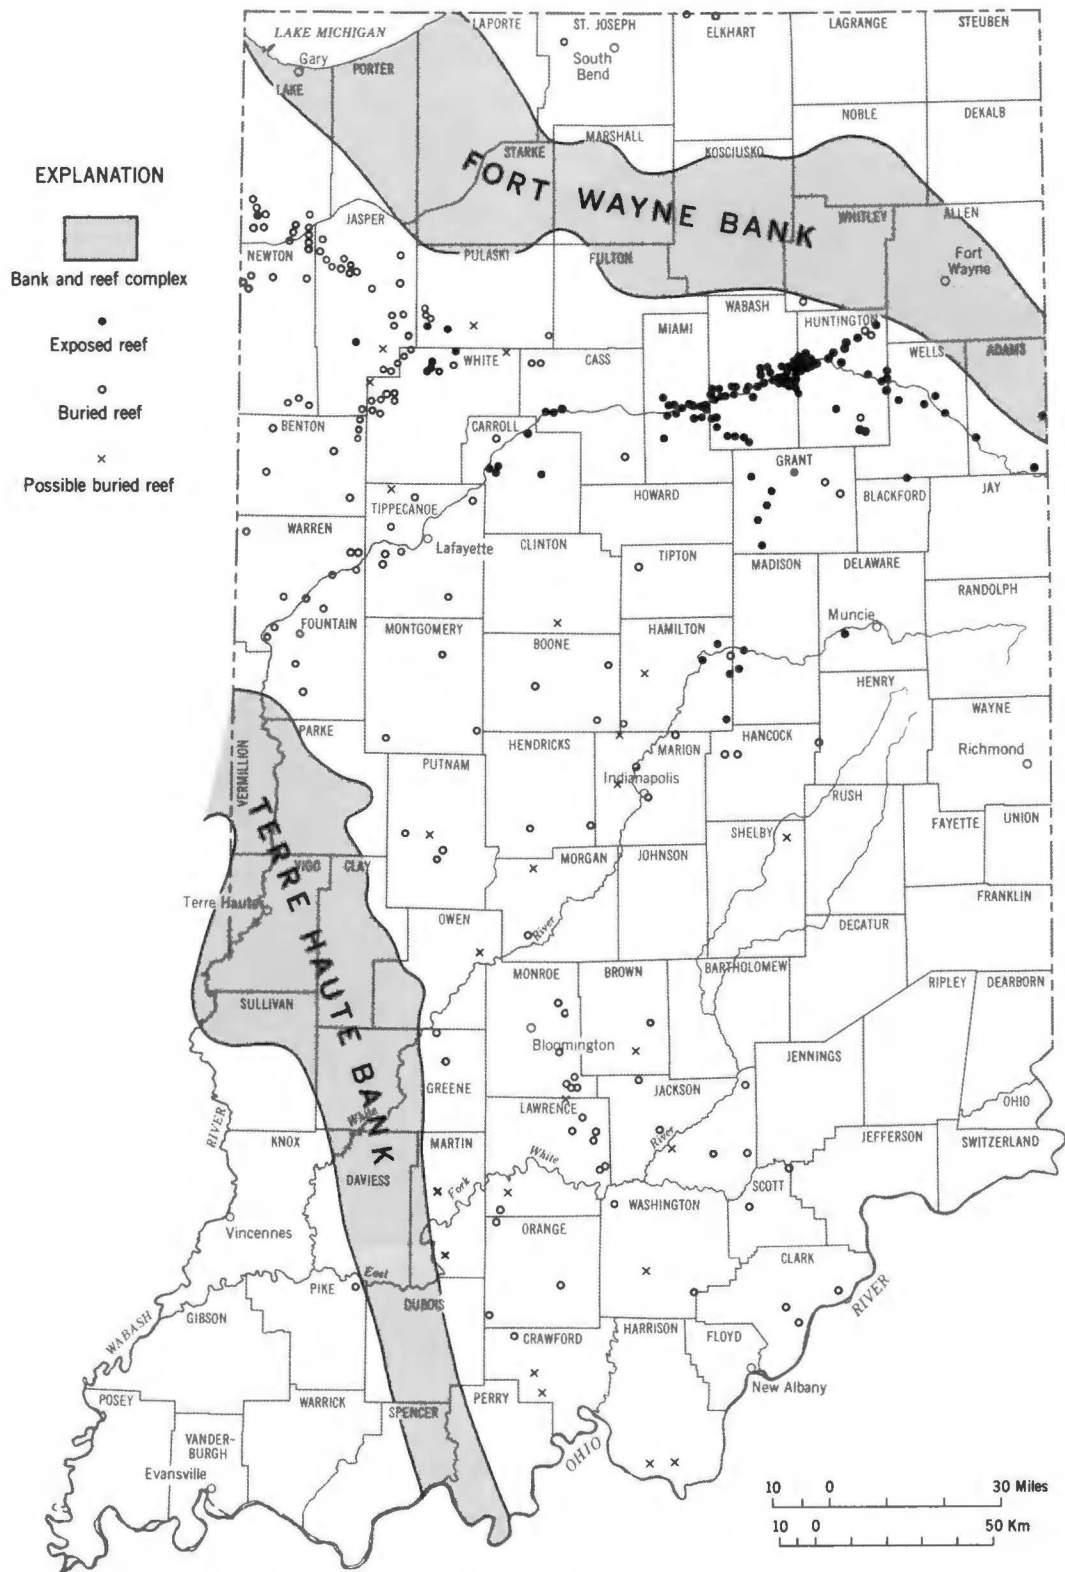 LAPORTE
ST. JOSEPH
ELKHART
LAGRANGE
STEUBEN
LAKE MICHIGAN
Gary
South
Bend
PORTER
LAKE
NOBLE
DEKALB
MARSHALL
STARKE
KOSCIUSKO
FORT WAYNE BANK
EXPLANATION
Bank and reef complex
Exposed reef
Buried reef
Possible buried reef
JASPER
NEWTON
PULASKI
FULTON
WHITLEY
ALLEN
Fort
Wayne
WABASH
HUNTINGTON
MIAMI
WHITE
CASS
WELLS
ADAMS
BENTON
CARROLL
GRANT
HOWARD
BLACKFORD
JAY
TIPPECANOE
WARREN
Lafayette
CLINTON
TIPTON
MADISON
DELAWARE
RANDOLPH
FOUNTAIN
MONTGOMERY
BOONE
HAMILTON
Muncie
HENRY
WAYNE
PARKE
HENDRICKS
MARION
HANCOCK
Richmond
PUTNAM
Indianapolis
VERMILLION
RUSH
FAYETTE
UNION
SHELBY
TERRE HAUTE BANK
VIGO
CLAY
MORGAN
JOHNSON
Terre Haute
OWEN
River
FRANKLIN
DECATUR
MONROE
BROWN
BARTHOLOMEW
RIPLEY
DEARBORN
SULLIVAN
Bloomington
JENNINGS
GREENE
JACKSON
LAWRENCE
OHIO
White
RIVER
KNOX
MARTIN
River
White
JEFFERSON
SWITZERLAND
DAVIESS
Fork
SCOTT
WASHINGTON
Vincennes
ORANGE
CLARK
East
PIKE
DUBOIS
RIVER
WABASH
GIBSON
CRAWFORD
HARRISON
FLOYD
New Albany
POSEY
WARRICK
SPENCER
PERRY
VANDER-
BURGH
OHIO
Evansville
10 0 30 Miles
10 0 50 Km